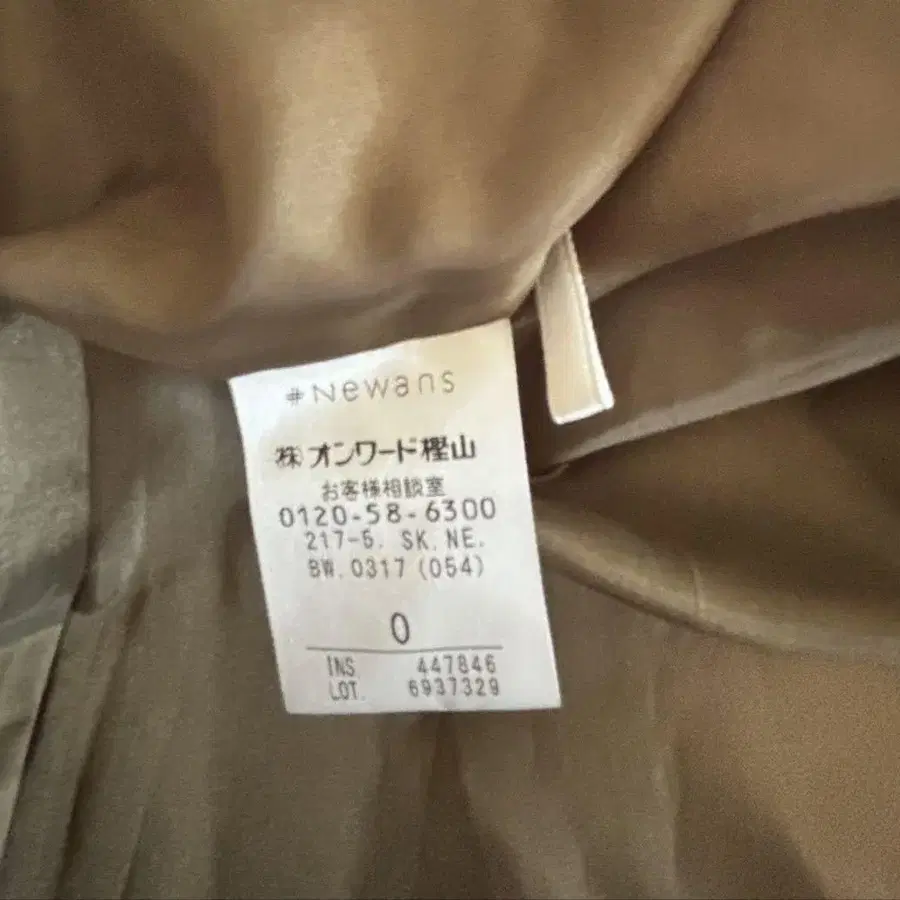 #Newans
㈱オンワード樫山
お客様相談室
0120-58-6300
217-5. SK.NE.
BW.0317(054)
0
INS. 447846
LOT. 6937329